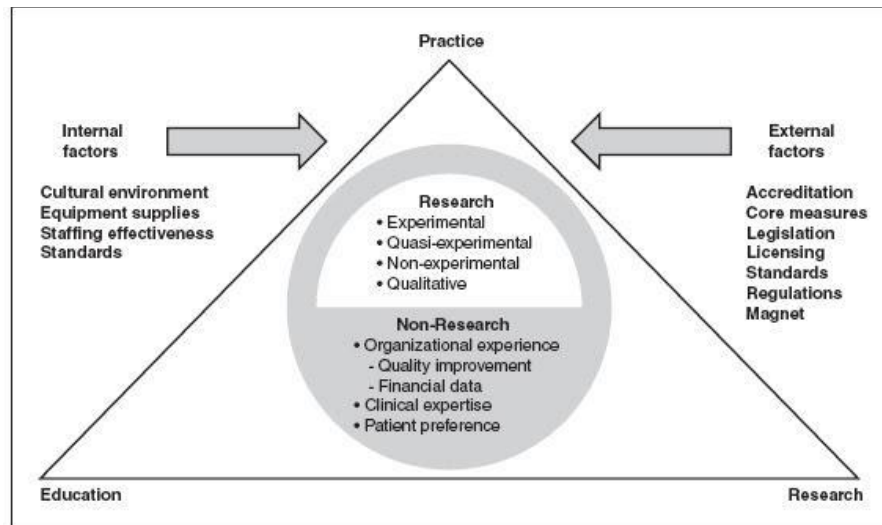 Practice
Internal
factors
Cultural environment
Equipment supplies
Staffing effectiveness
Standards
External
factors
Accreditation
Core measures
Legislation
Licensing
Standards
Regulations
Magnet
Research
• Experimental
• Quasi-experimental
• Non-experimental
• Qualitative
Non-Research
• Organizational experience
- Quality improvement
- Financial data
• Clinical expertise
• Patient preference
Education
Research